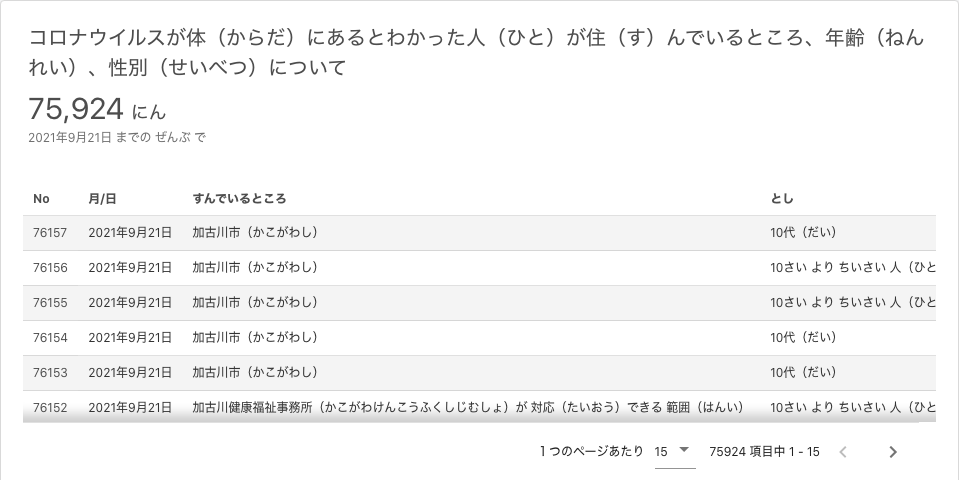 コロナウイルスが体（からだ）にあるとわかった人（ひと）が住（す）んでいるところ、年齢（ねん
れい）、性別（せいべつ）について
75,924 にん
2021年9月21日 までの ぜんぶ で
No 月/日 すんでいるところ とし
76157 2021年9月21日 加古川市（かこがわし） 10代（だい）
76156 2021年9月21日 加古川市（かこがわし） 10さい より ちいさい 人（ひと
76155 2021年9月21日 加古川市（かこがわし） 10さい より ちいさい 人（ひと
76154 2021年9月21日 加古川市（かこがわし） 10代（だい）
76153 2021年9月21日 加古川市（かこがわし） 10代（だい）
76152 2021年9月21日 加古川健康福祉事務所（かこがわけんこうふくしじむしょ）が 対応（たいおう）できる 範囲（はんい） 10さい より ちいさい 人（ひと
1 つのページあたり 15 75924 項目中 1 - 15